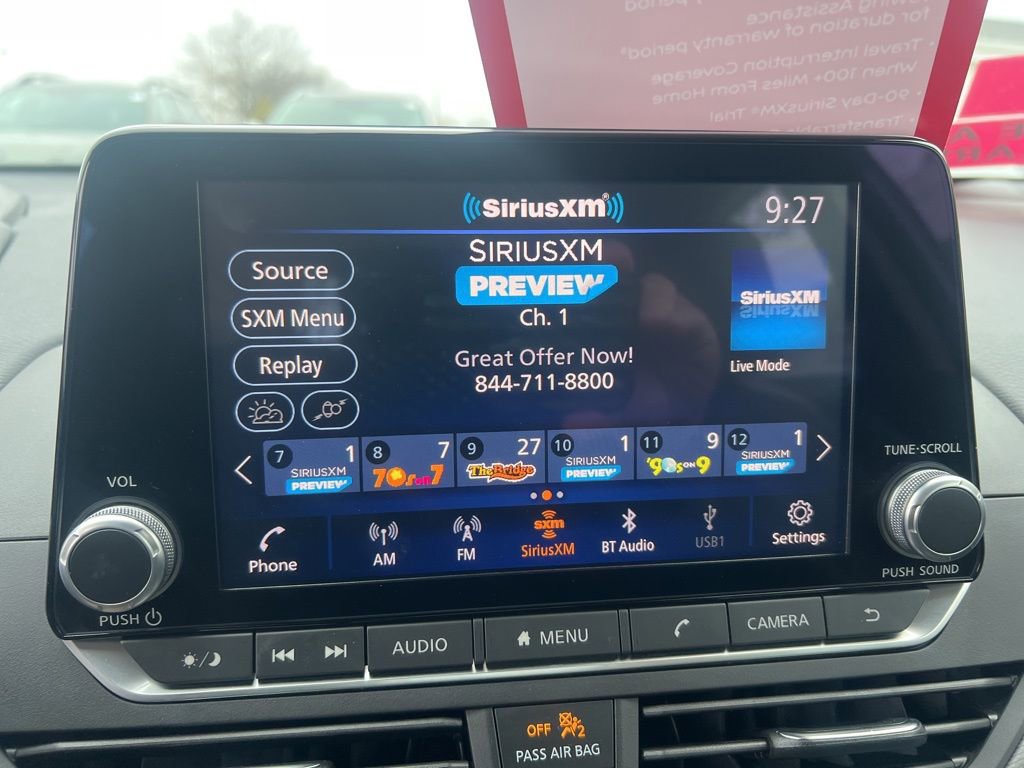 wing Assistance
for duration of warranty period⁵
• Travel Interruption Coverage
When 100+ Miles From Home
• 90-Day SiriusXM® Trial
SiriusXM®
9:27
SIRIUSXM
PREVIEW
Ch. 1
Source
SXM Menu
Replay
Great Offer Now!
844-711-8800
SiriusXM
Live Mode
7 1 SIRIUSXM PREVIEW
8 7 70s on 7
9 27 The Bridge
10 1 SIRIUSXM PREVIEW
11 9 '90s ON 9
12 1 SIRIUSXM PREVIEW
VOL
TUNE·SCROLL
Phone
AM
FM
sxm
SiriusXM
BT Audio
USB1
Settings
PUSH
PUSH SOUND
AUDIO
MENU
CAMERA
OFF 2
PASS AIR BAG